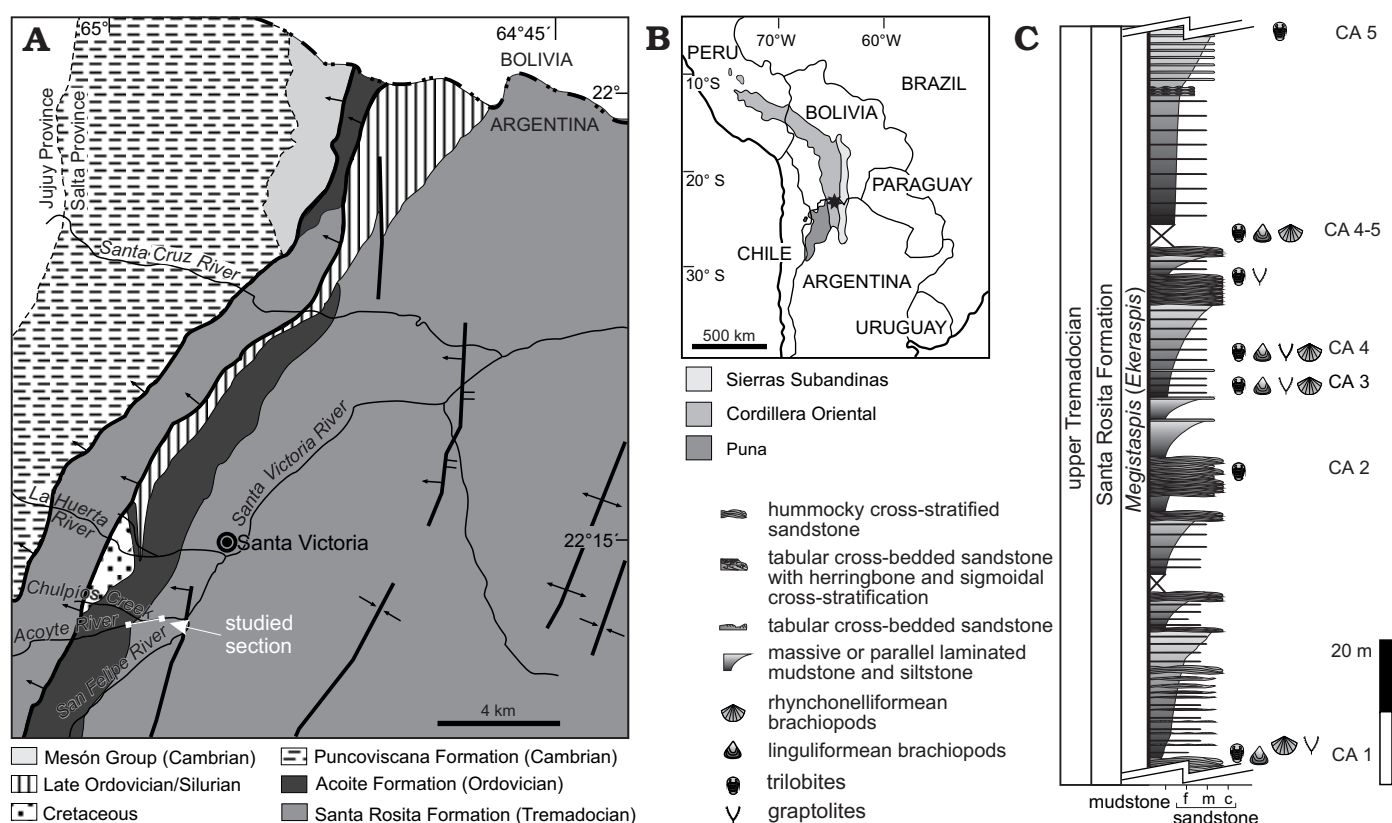 A
65°
64°45´
BOLIVIA
22°
ARGENTINA
Jujuy Province
Salta Province
Santa Cruz River
Santa Victoria River
La Huerta
River
Santa Victoria
22°15´
Chulpíos Creek
Acoyte River
San Felipe River
studied
section
4 km
Mesón Group (Cambrian)
Late Ordovician/Silurian
Cretaceous
Puncoviscana Formation (Cambrian)
Acoite Formation (Ordovician)
Santa Rosita Formation (Tremadocian)
B
70°W
60°W
PERU
10°S
BRAZIL
BOLIVIA
20° S
PARAGUAY
CHILE
30° S
ARGENTINA
URUGUAY
500 km
Sierras Subandinas
Cordillera Oriental
Puna
hummocky cross-stratified
sandstone
tabular cross-bedded sandstone
with herringbone and sigmoidal
cross-stratification
tabular cross-bedded sandstone
massive or parallel laminated
mudstone and siltstone
rhynchonelliformean
brachiopods
linguliformean brachiopods
trilobites
graptolites
C
upper Tremadocian
Santa Rosita Formation
Megistaspis (Ekeraspis)
CA 5
CA 4-5
CA 4
CA 3
CA 2
20 m
CA 1
mudstone
f m c
sandstone